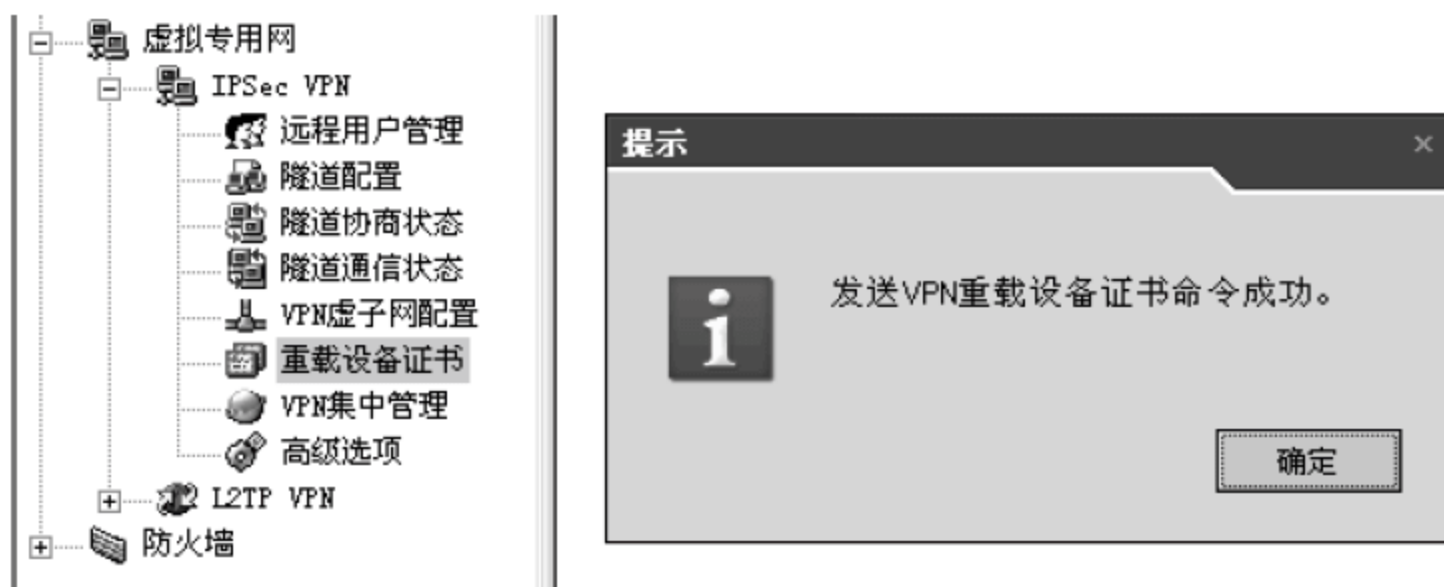 虚拟专用网
IPSec VPN
远程用户管理
隧道配置
隧道协商状态
隧道通信状态
VPN虚子网配置
重载设备证书
VPN集中管理
高级选项
L2TP VPN
防火墙
提示
发送VPN重载设备证书命令成功。
确定